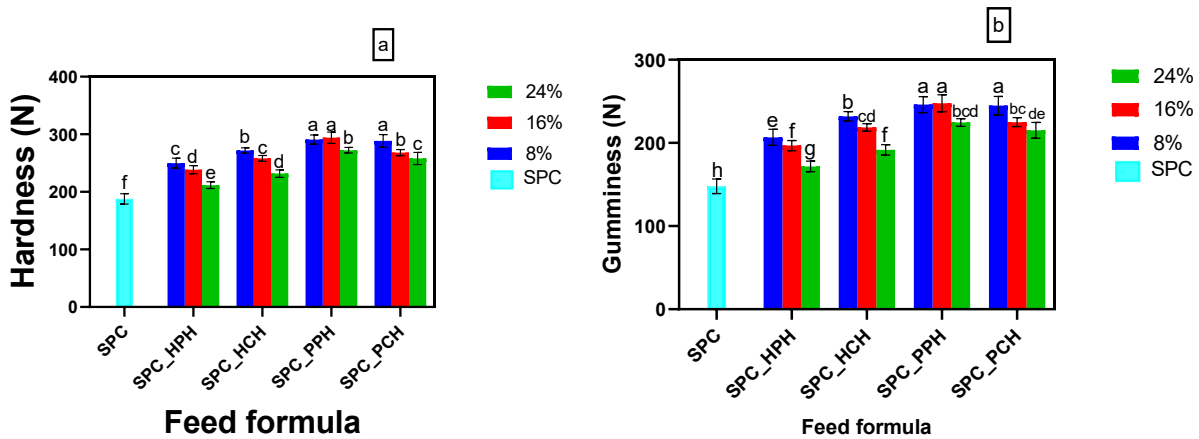 a
Hardness (N)
400
300
200
100
0
f
c d e
b c d
a a b
a b c
SPC
SPC_HPH
SPC_HCH
SPC_PPH
SPC_PCH
Feed formula
24%
16%
8%
SPC
b
Gumminess (N)
300
200
100
0
h
e f g
b cd f
a a bcd
a bc de
SPC
SPC_HPH
SPC_HCH
SPC_PPH
SPC_PCH
Feed formula
24%
16%
8%
SPC